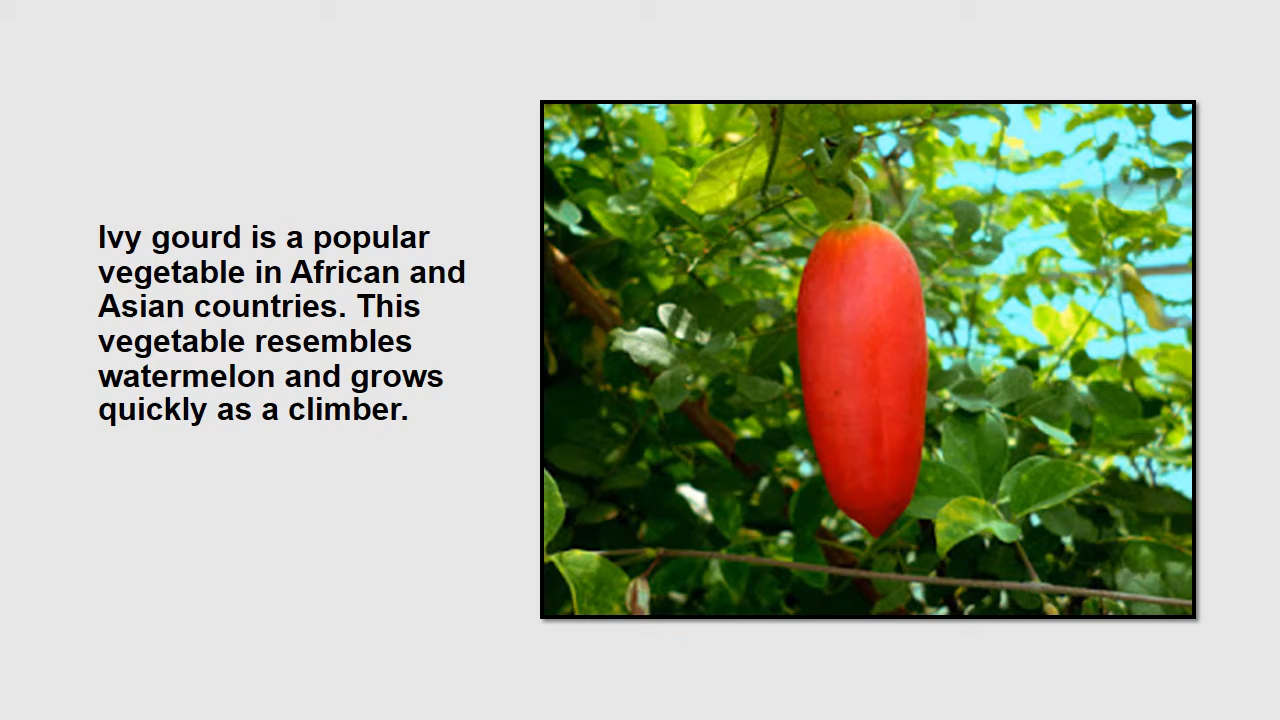 Ivy gourd is a popular
vegetable in African and
Asian countries. This
vegetable resembles
watermelon and grows
quickly as a climber.